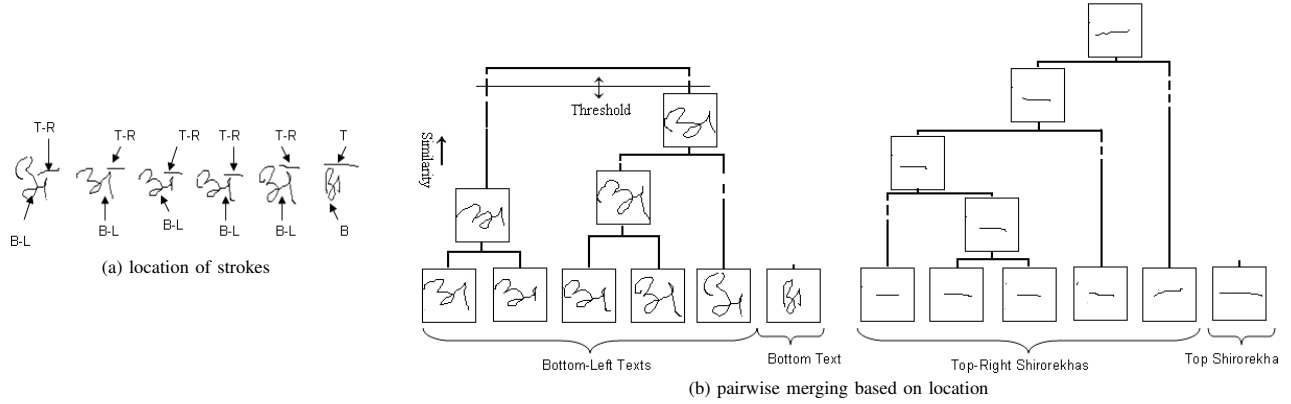 T-R T-R T-R T-R T-R T
B-L B-L B-L B-L B-L B
(a) location of strokes
Threshold
Similarity
Bottom-Left Texts
Bottom Text
Top-Right Shirorekhas
Top Shirorekha
(b) pairwise merging based on location